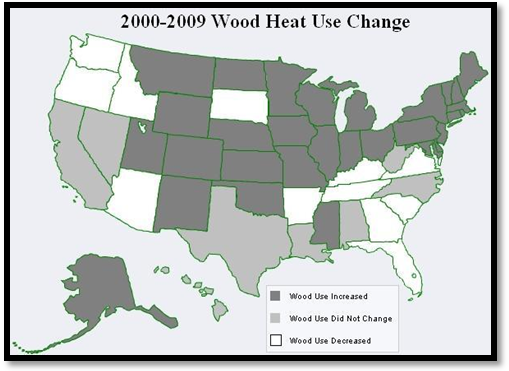 2000-2009 Wood Heat Use Change
Wood Use Increased
Wood Use Did Not Change
Wood Use Decreased